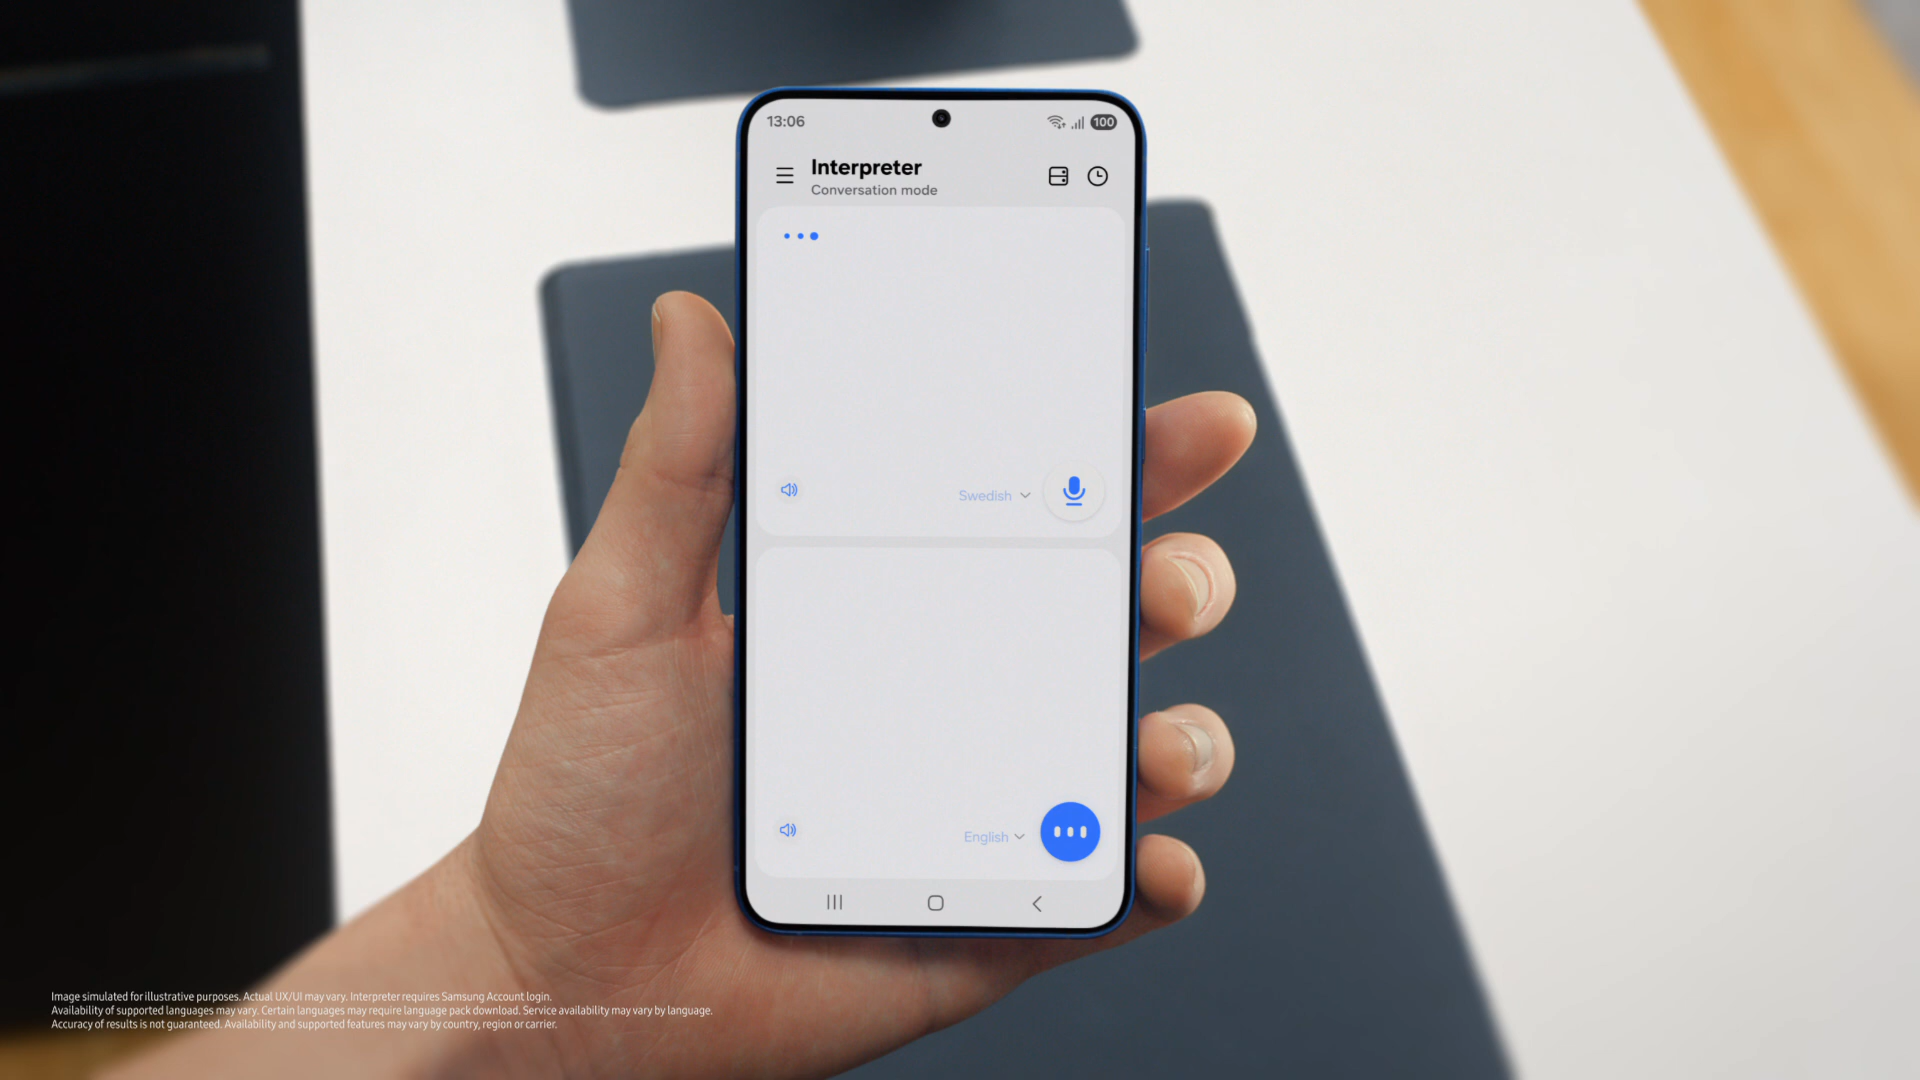 13:06
100
Interpreter
Conversation mode
Swedish
English
Image simulated for illustrative purposes. Actual UX/UI may vary. Interpreter requires Samsung Account login.
Availability of supported languages may vary. Certain languages may require language pack download. Service availability may vary by language.
Accuracy of results is not guaranteed. Availability and supported features may vary by country, region or carrier.